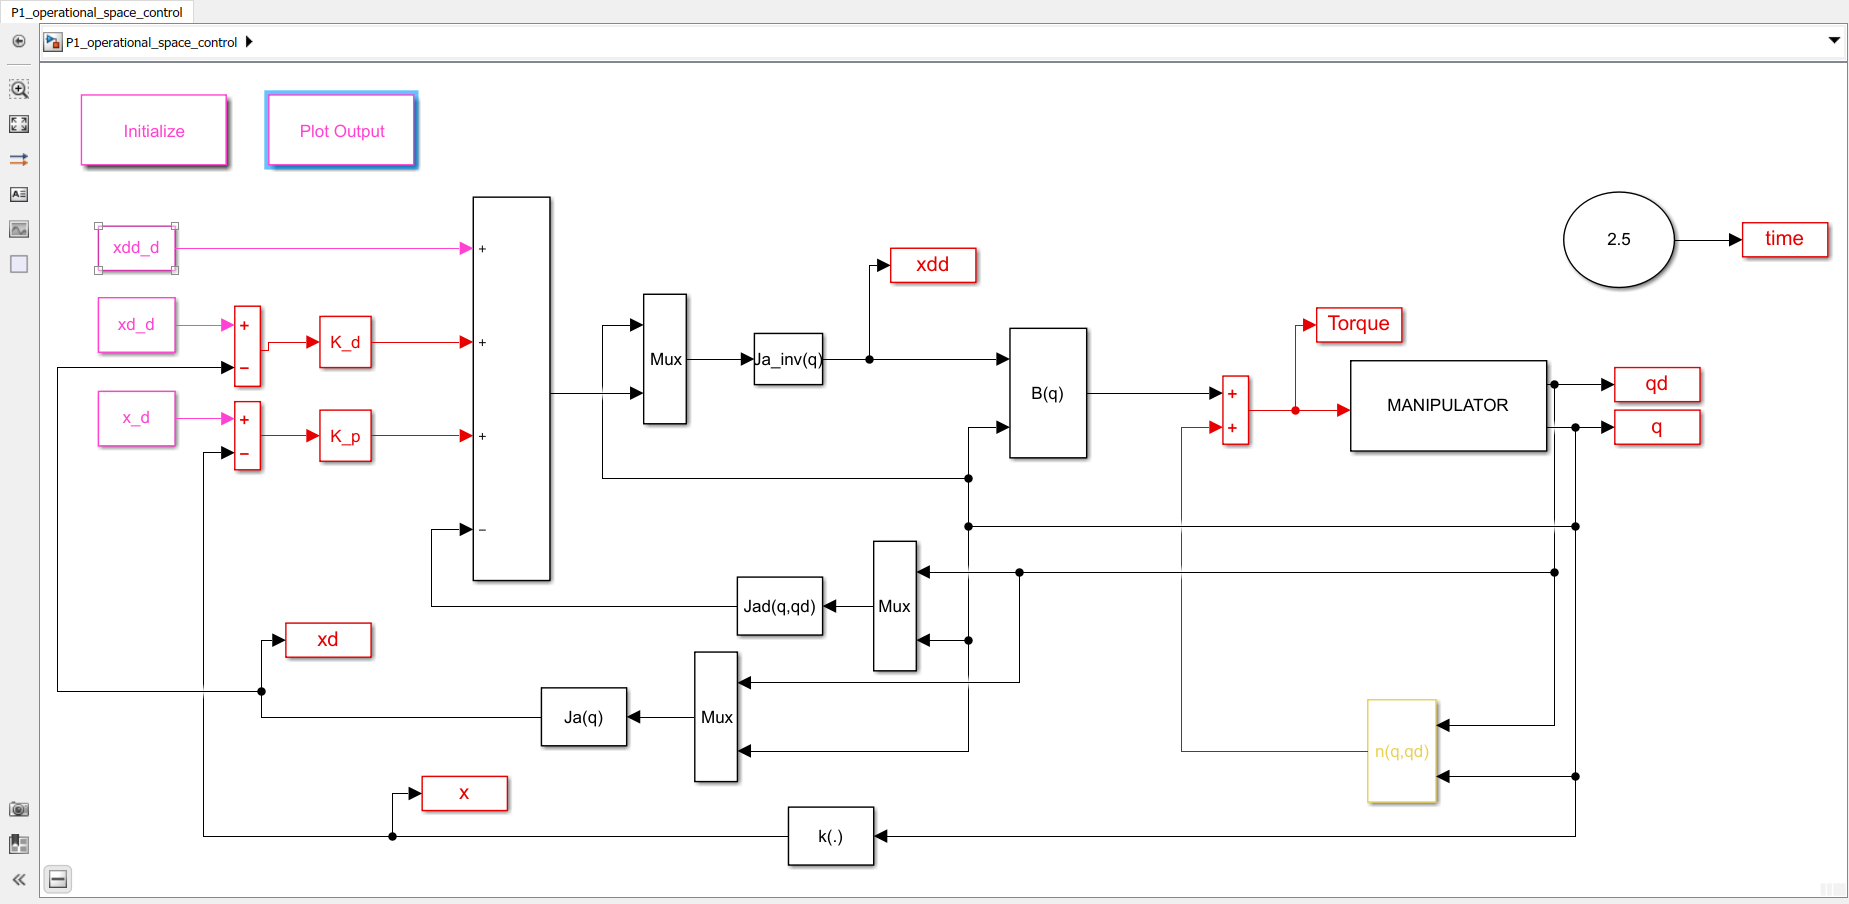 P1_operational_space_control
P1_operational_space_control
Initialize
Plot Output
xdd_d
+
2.5
time
xdd
xd_d
+
−
K_d
+
Mux
Ja_inv(q)
B(q)
Torque
+
+
MANIPULATOR
qd
q
x_d
+
−
K_p
+
−
Jad(q,qd)
Mux
xd
Ja(q)
Mux
n(q,qd)
x
k(.)